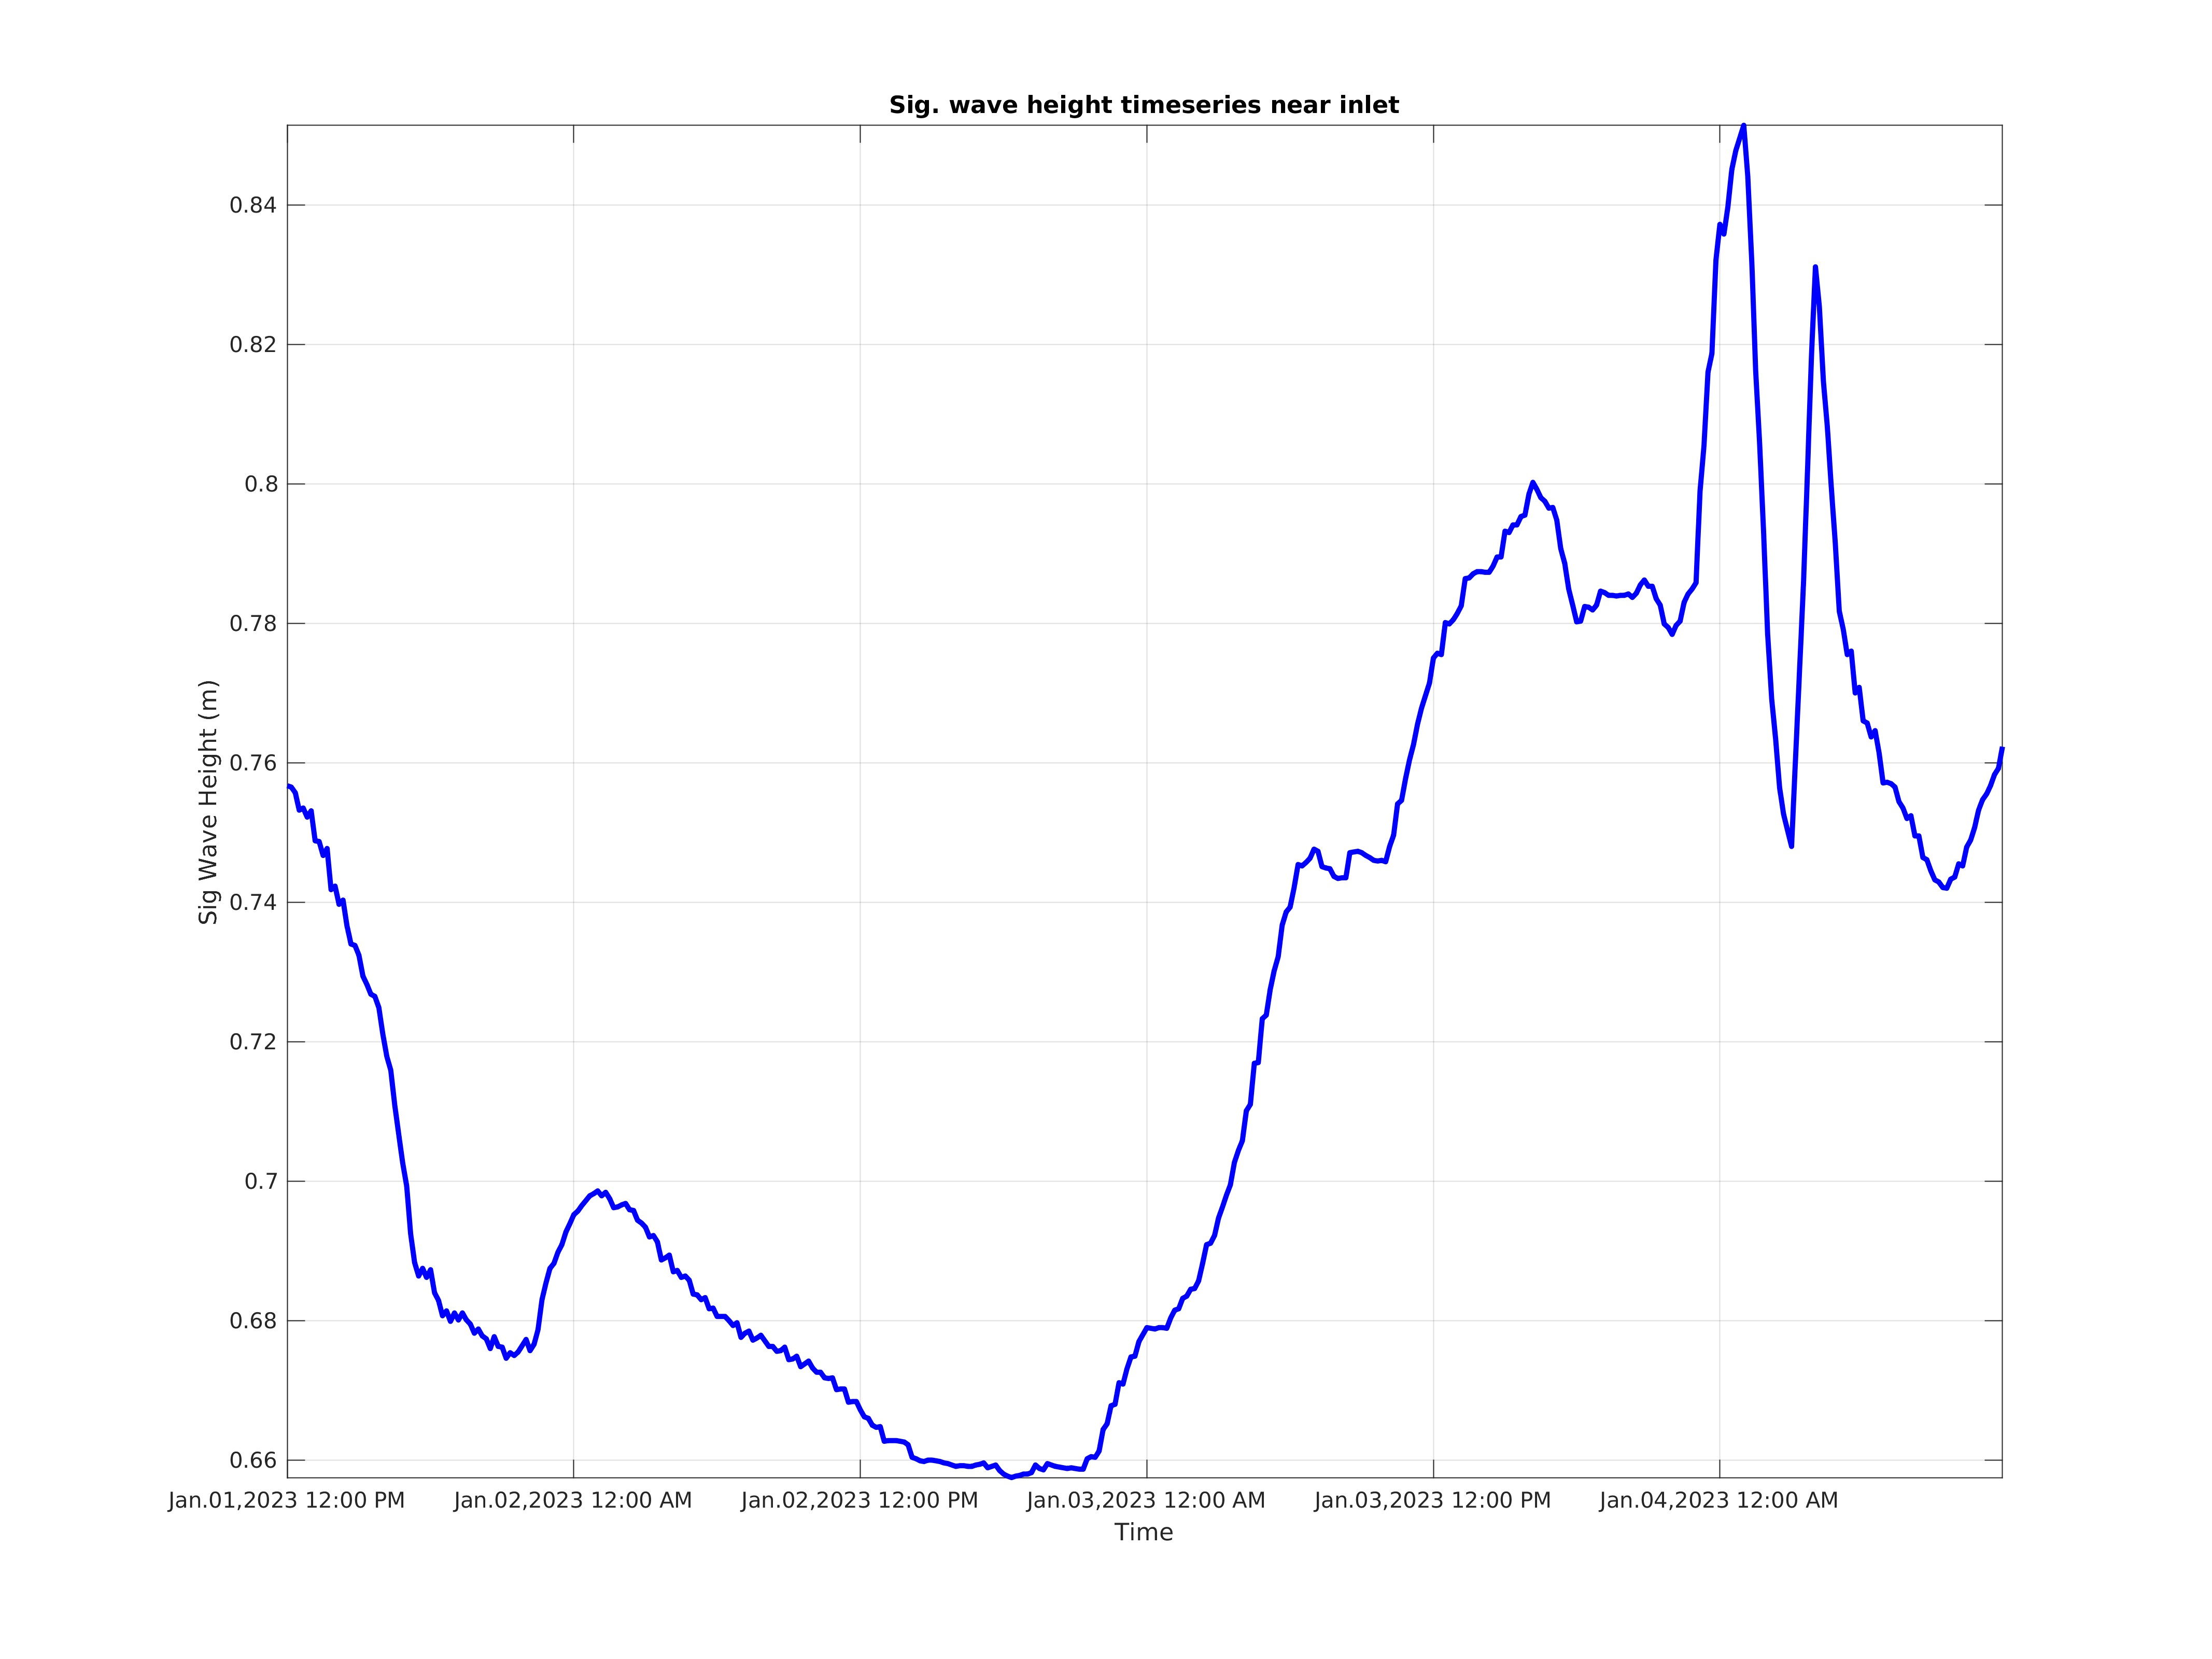 Sig. wave height timeseries near inlet
Sig Wave Height (m)
0.84
0.82
0.8
0.78
0.76
0.74
0.72
0.7
0.68
0.66
Jan.01,2023 12:00 PM
Jan.02,2023 12:00 AM
Jan.02,2023 12:00 PM
Jan.03,2023 12:00 AM
Jan.03,2023 12:00 PM
Jan.04,2023 12:00 AM
Time